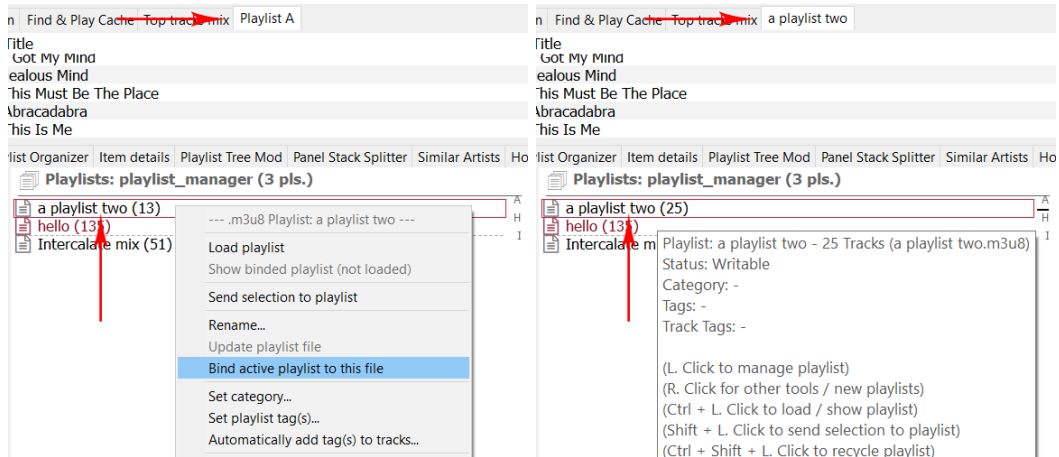 n Find & Play Cache Top tracks mix Playlist A
Title
Got My Mind
ealous Mind
This Must Be The Place
Abracadabra
This Is Me
list Organizer Item details Playlist Tree Mod Panel Stack Splitter Similar Artists Ho
Playlists: playlist_manager (3 pls.)
a playlist two (13)
hello (135)
Intercalate mix (51)
A
H
I
--- .m3u8 Playlist: a playlist two ---
Load playlist
Show binded playlist (not loaded)
Send selection to playlist
Rename...
Update playlist file
Bind active playlist to this file
Set category...
Set playlist tag(s)...
Automatically add tag(s) to tracks...
n Find & Play Cache Top tracks mix a playlist two
Title
Got My Mind
ealous Mind
This Must Be The Place
Abracadabra
This Is Me
list Organizer Item details Playlist Tree Mod Panel Stack Splitter Similar Artists Ho
Playlists: playlist_manager (3 pls.)
a playlist two (25)
hello (135)
Intercalate m
A
H
I
Playlist: a playlist two - 25 Tracks (a playlist two.m3u8)
Status: Writable
Category: -
Tags: -
Track Tags: -
(L. Click to manage playlist)
(R. Click for other tools / new playlists)
(Ctrl + L. Click to load / show playlist)
(Shift + L. Click to send selection to playlist)
(Ctrl + Shift + L. Click to recycle playlist)